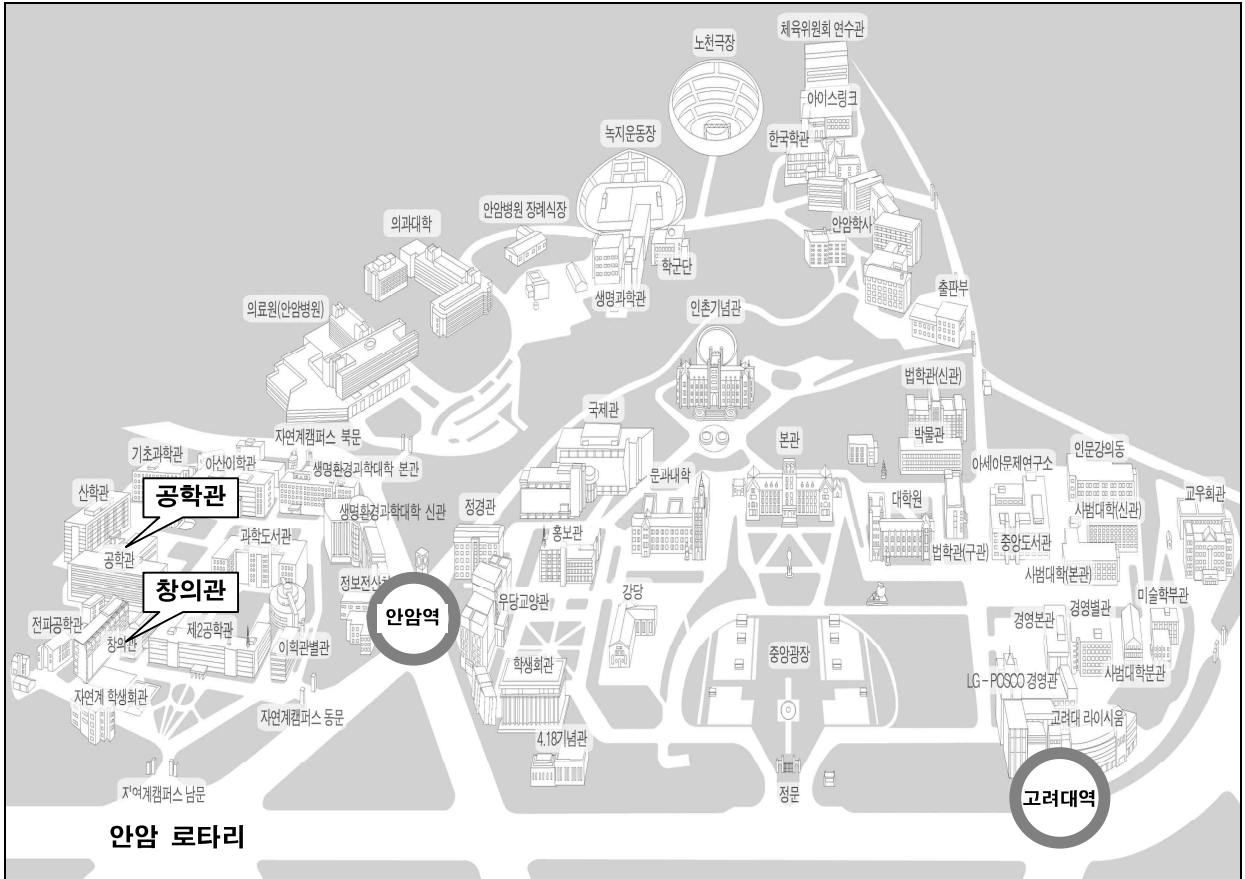 체육위원회 연수관
노천극장
아이스링크
녹지운동장
한국학관
안암병원 장례식장
의과대학
안암학사
학군단
출판부
생명과학관
의료원(안암병원)
인촌기념관
법학관(신관)
국제관
자연계캠퍼스 북문
본관
박물관
기초과학관
아산이학관
생명환경과학대학 본관
문과대학
아세아문제연구소
인문강의동
산학관
공학관
정경관
대학원
사범대학(신관)
교우회관
생명환경과학대학 신관
과학도서관
홍보관
법학관(구관)
중앙도서관
공학관
사범대학(본관)
창의관
정보전산
안암역
우당교양관
강당
미술학부관
전파공학관
제2공학관
창의관
이학관별관
경영본관
경영별관
학생회관
중앙광장
사범대학분관
LG-POSCO 경영관
자연계 학생회관
자연계캠퍼스 동문
고려대 라이시움
4.18기념관
정문
자연계캠퍼스 남문
고려대역
안암 로타리